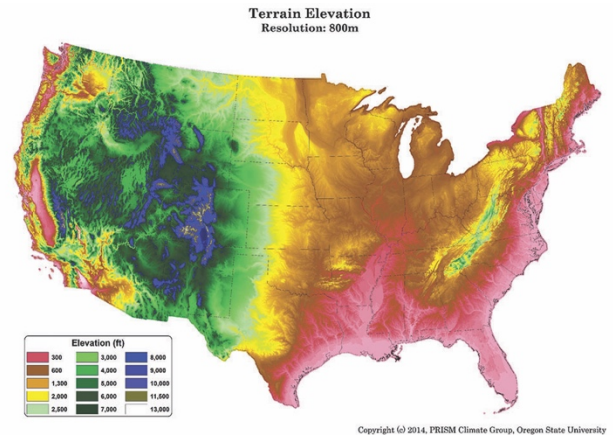 Terrain Elevation
Resolution: 800m
Elevation (ft)
300 3,000 8,000
600 4,000 9,000
1,300 5,000 10,000
2,000 6,000 11,500
2,500 7,000 13,000
Copyright (c) 2014, PRISM Climate Group, Oregon State University